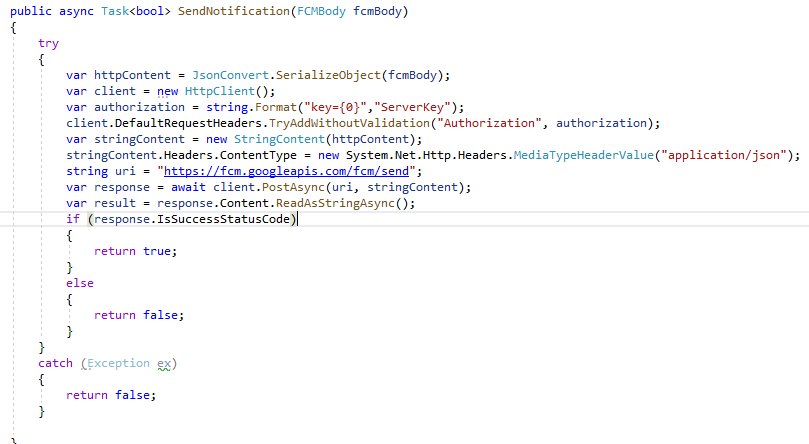 public async Task<bool> SendNotification(FCMBody fcmBody)
{
try
{
var httpContent = JsonConvert.SerializeObject(fcmBody);
var client = new HttpClient();
var authorization = string.Format("key={0}","ServerKey");
client.DefaultRequestHeaders.TryAddWithoutValidation("Authorization", authorization);
var stringContent = new StringContent(httpContent);
stringContent.Headers.ContentType = new System.Net.Http.Headers.MediaTypeHeaderValue("application/json");
string uri = "https://fcm.googleapis.com/fcm/send";
var response = await client.PostAsync(uri, stringContent);
var result = response.Content.ReadAsStringAsync();
if (response.IsSuccessStatusCode)
{
return true;
}
else
{
return false;
}
}
catch (Exception ex)
{
return false;
}
}